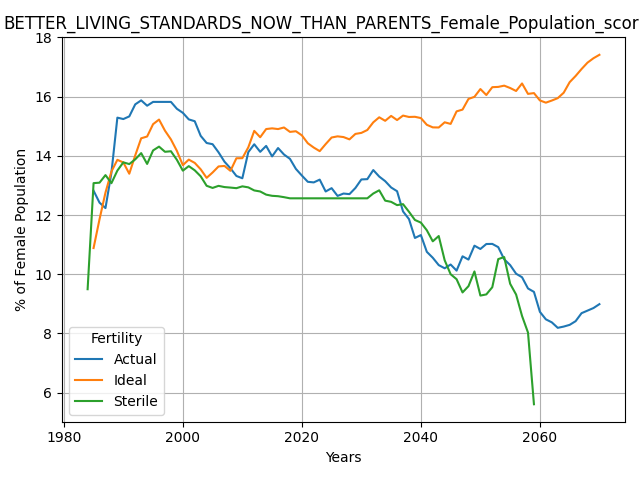 BETTER_LIVING_STANDARDS_NOW_THAN_PARENTS_Female_Population_scor
% of Female Population
18
16
14
12
10
8
6
Fertility
Actual
Ideal
Sterile
1980
2000
2020
2040
2060
Years